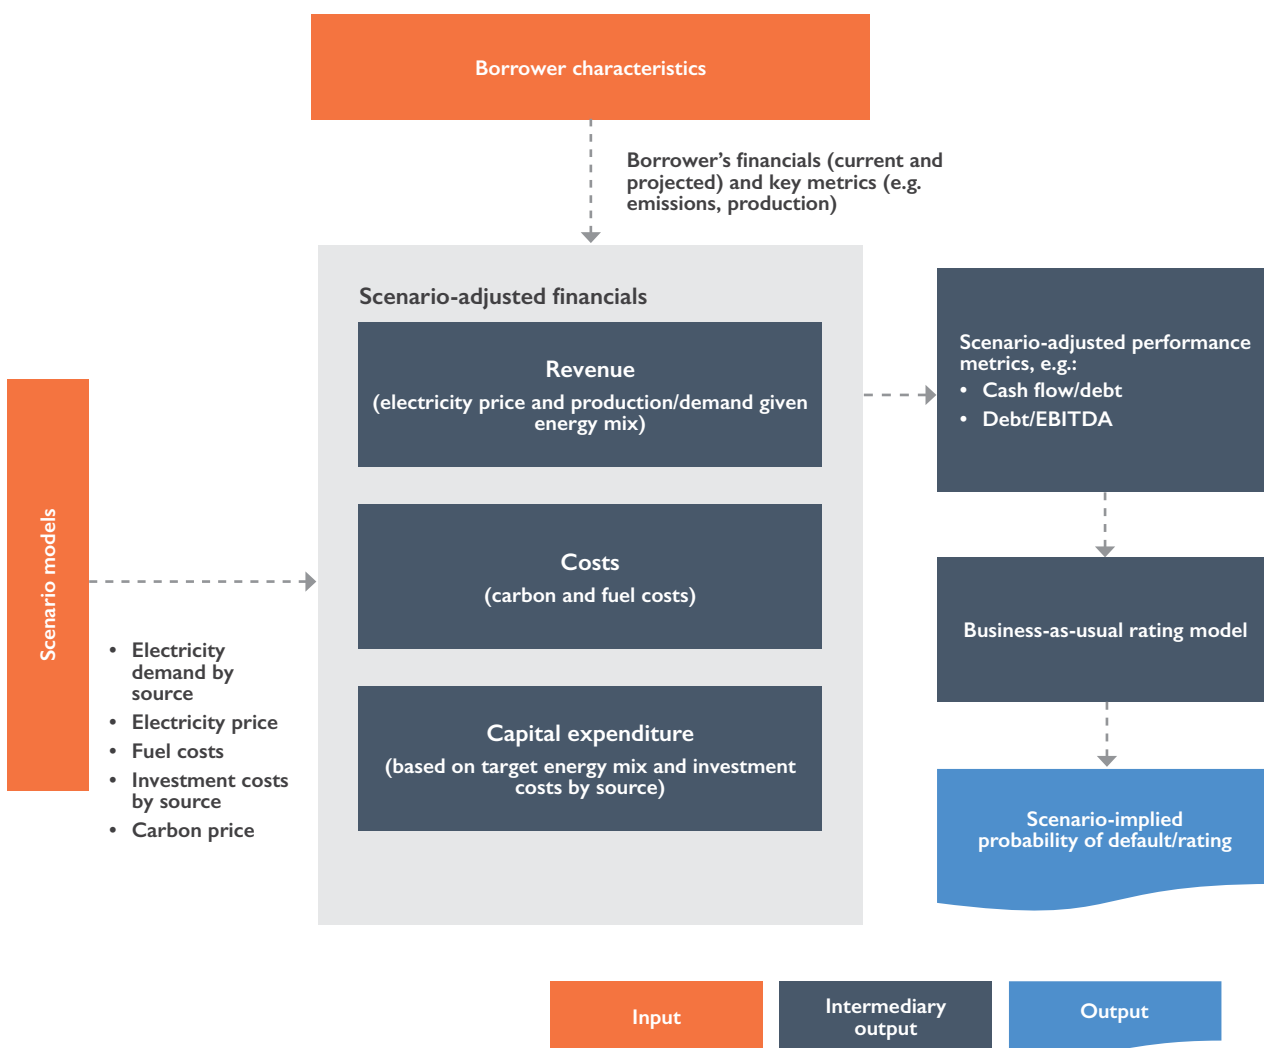 Borrower characteristics
Borrower’s financials (current and
projected) and key metrics (e.g.
emissions, production)
Scenario-adjusted financials
Revenue
(electricity price and production/demand given
energy mix)
Costs
(carbon and fuel costs)
Capital expenditure
(based on target energy mix and investment
costs by source)
Scenario models
• Electricity
demand by
source
• Electricity price
• Fuel costs
• Investment costs
by source
• Carbon price
Scenario-adjusted performance
metrics, e.g.:
• Cash flow/debt
• Debt/EBITDA
Business-as-usual rating model
Scenario-implied
probability of default/rating
Input
Intermediary
output
Output